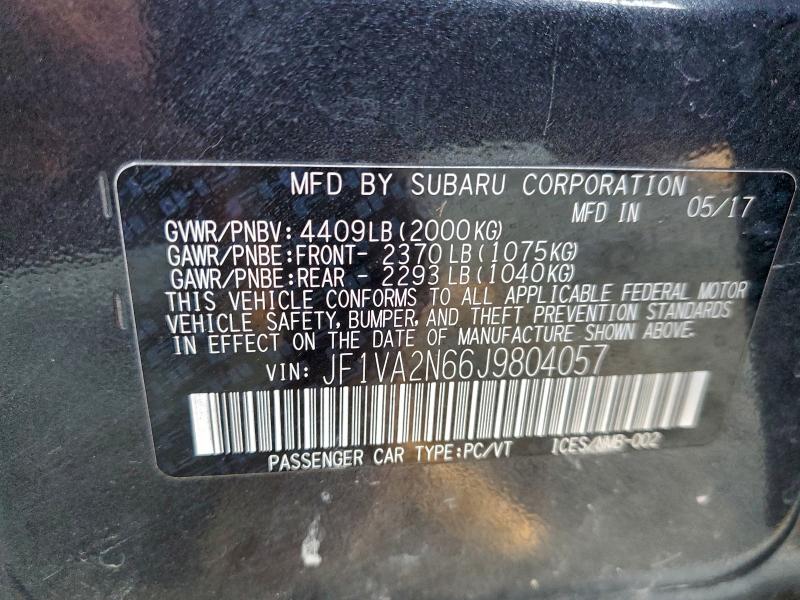 MFD BY SUBARU CORPORATION
MFD IN 05/17
GVWR/PNBV: 4409LB(2000KG)
GAWR/PNBE:FRONT- 2370LB(1075KG)
GAWR/PNBE:REAR - 2293LB(1040KG)
THIS VEHICLE CONFORMS TO ALL APPLICABLE FEDERAL MOTOR
VEHICLE SAFETY, BUMPER, AND THEFT PREVENTION STANDARDS
IN EFFECT ON THE DATE OF MANUFACTURE SHOWN ABOVE.
VIN: JF1VA2N66J9804057
PASSENGER CAR TYPE:PC/VT ICES/NMB-002